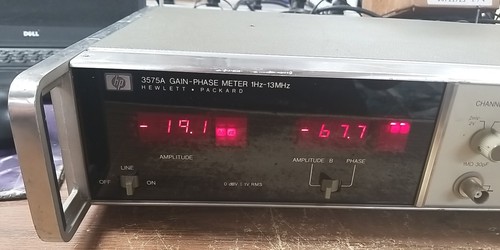 DELL
hp
3575A GAIN-PHASE METER 1Hz-13MHz
HEWLETT • PACKARD
-19.1
-67.7
AMPLITUDE
AMPLITUDE B PHASE
LINE
OFF ON
CHANN